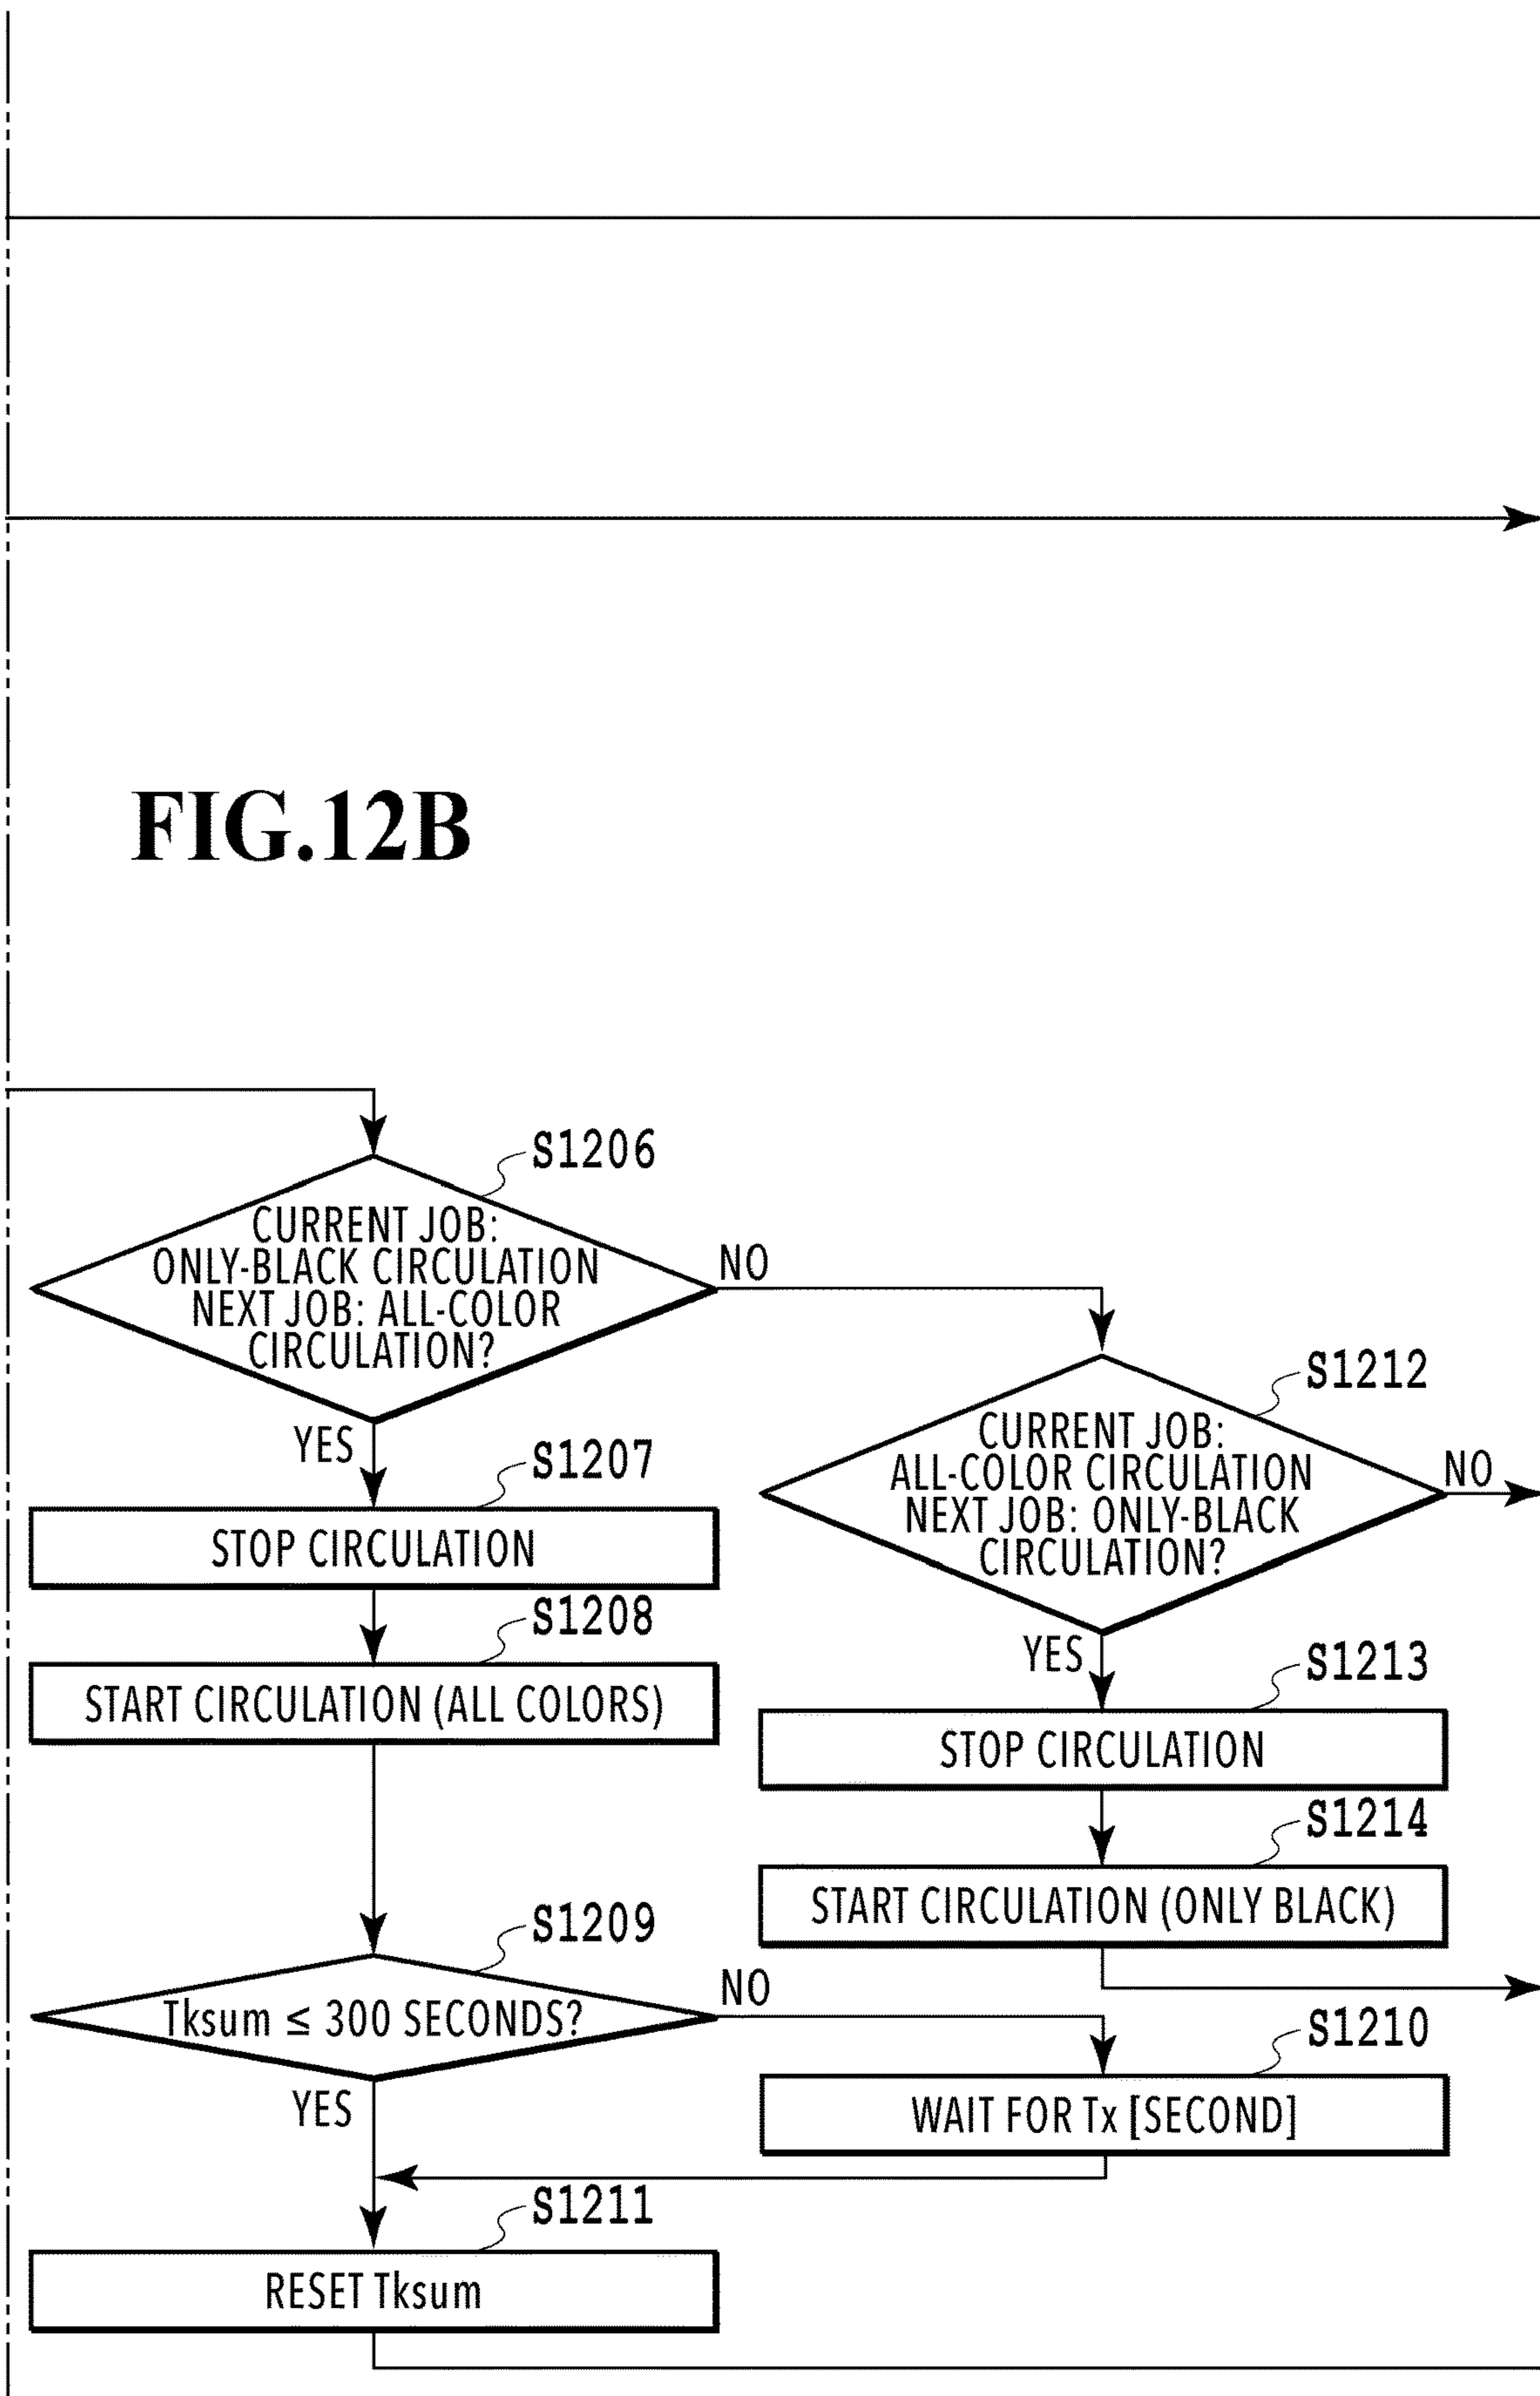 FIG.12B
S1206
CURRENT JOB:
ONLY-BLACK CIRCULATION
NEXT JOB: ALL-COLOR
CIRCULATION?
NO
YES
S1207
STOP CIRCULATION
S1208
START CIRCULATION (ALL COLORS)
S1212
CURRENT JOB:
ALL-COLOR CIRCULATION
NEXT JOB: ONLY-BLACK
CIRCULATION?
NO
YES
S1213
STOP CIRCULATION
S1214
START CIRCULATION (ONLY BLACK)
S1209
Tksum ≤ 300 SECONDS?
NO
YES
S1210
WAIT FOR Tx [SECOND]
S1211
RESET Tksum